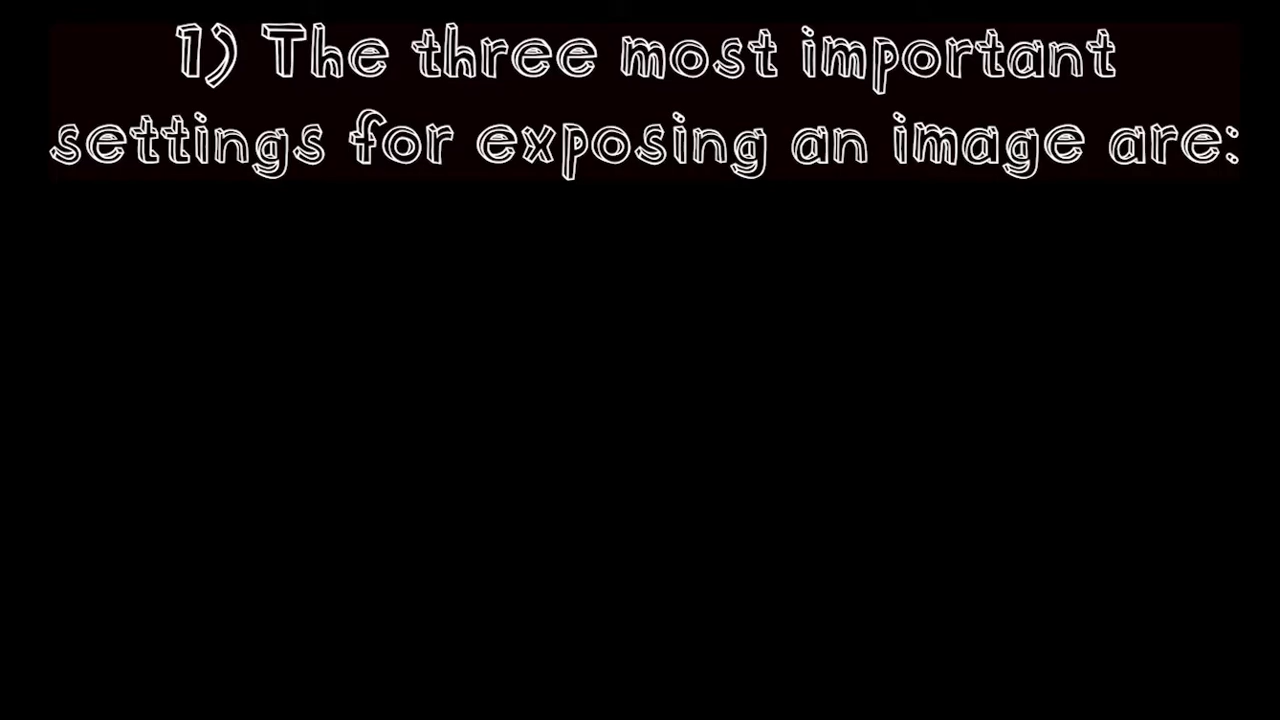 1) The three most important
settings for exposing an image are: